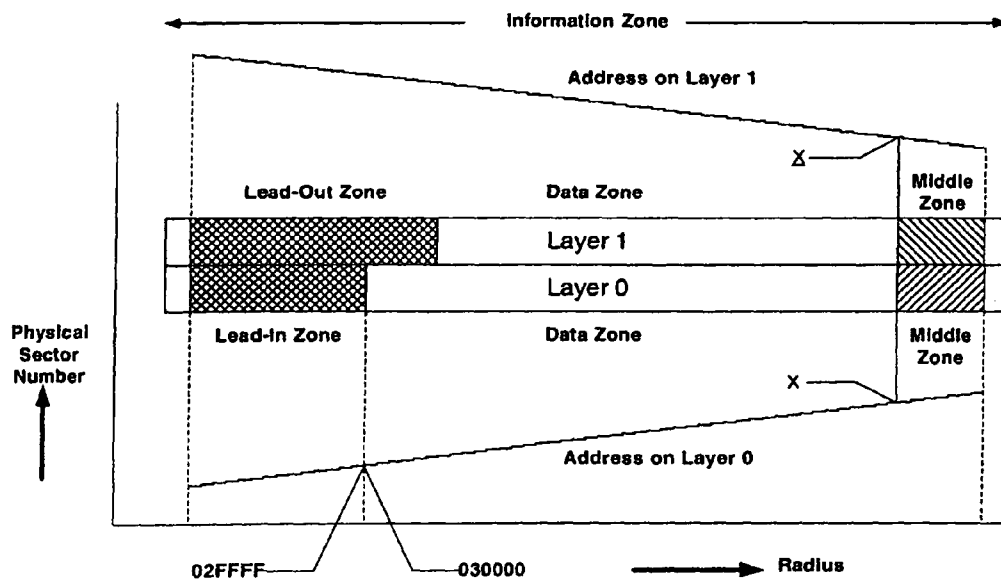 Information Zone
Address on Layer 1
X
Lead-Out Zone
Data Zone
Middle
Zone
Layer 1
Layer 0
Lead-In Zone
Data Zone
Middle
Zone
Physical
Sector
Number
X
Address on Layer 0
02FFFF
030000
Radius